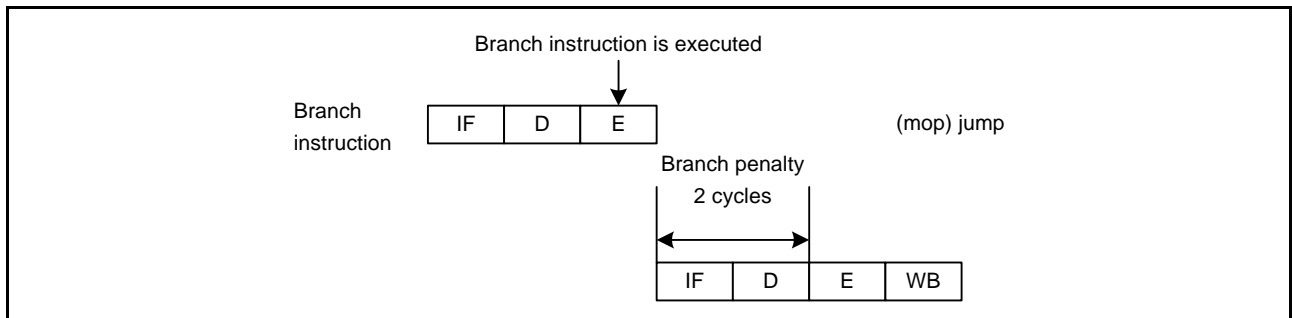 Branch instruction is executed
Branch
instruction
IF D E
(mop) jump
Branch penalty
2 cycles
IF D E WB